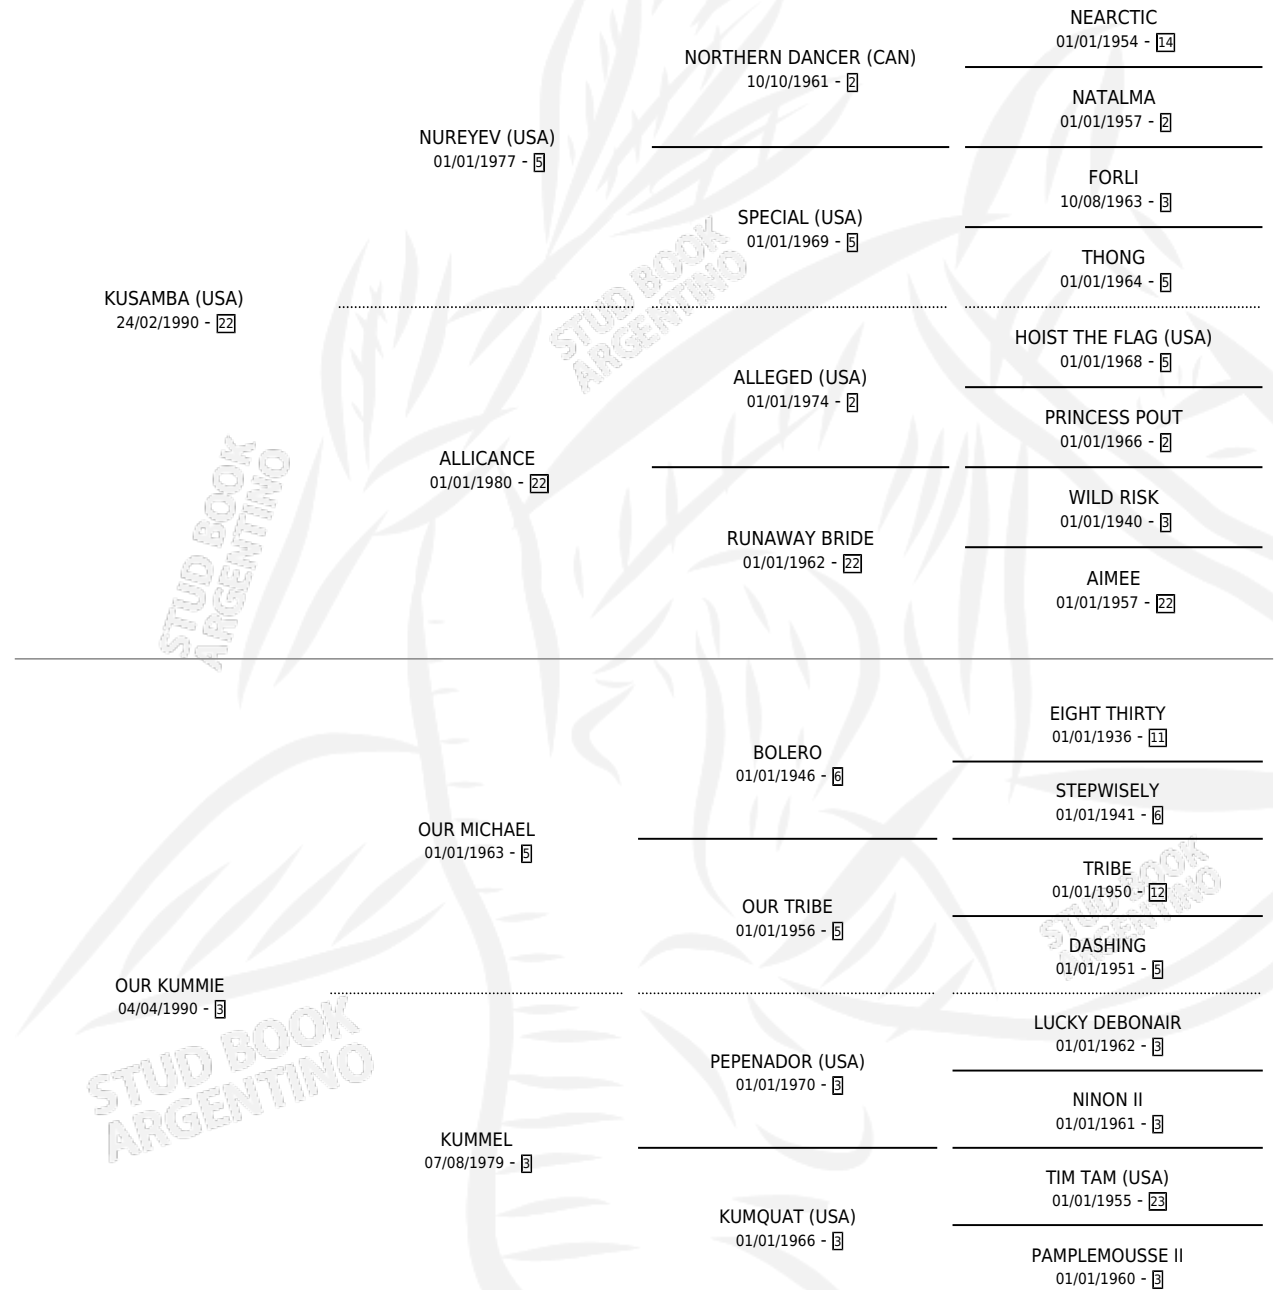 NEARCTIC
01/01/1954 - 14
NORTHERN DANCER (CAN)
10/10/1961 - 2
NATALMA
01/01/1957 - 2
NUREYEV (USA)
01/01/1977 - 5
FORLI
10/08/1963 - 3
SPECIAL (USA)
01/01/1969 - 5
THONG
01/01/1964 - 5
KUSAMBA (USA)
24/02/1990 - 22
HOIST THE FLAG (USA)
01/01/1968 - 5
ALLEGED (USA)
01/01/1974 - 2
PRINCESS POUT
01/01/1966 - 2
ALLICANCE
01/01/1980 - 22
WILD RISK
01/01/1940 - 3
RUNAWAY BRIDE
01/01/1962 - 22
AIMEE
01/01/1957 - 22
STUD BOOK
ARGENTINO
STUD BOOK
ARGENTINO
EIGHT THIRTY
01/01/1936 - 11
BOLERO
01/01/1946 - 6
STEPWISELY
01/01/1941 - 6
OUR MICHAEL
01/01/1963 - 5
TRIBE
01/01/1950 - 12
OUR TRIBE
01/01/1956 - 5
DASHING
01/01/1951 - 5
STUD BOOK
ARGENTINO
OUR KUMMIE
04/04/1990 - 3
LUCKY DEBONAIR
01/01/1962 - 3
PEPENADOR (USA)
01/01/1970 - 3
NINON II
01/01/1961 - 3
STUD BOOK
ARGENTINO
KUMMEL
07/08/1979 - 3
TIM TAM (USA)
01/01/1955 - 23
KUMQUAT (USA)
01/01/1966 - 3
PAMPLEMOUSSE II
01/01/1960 - 3